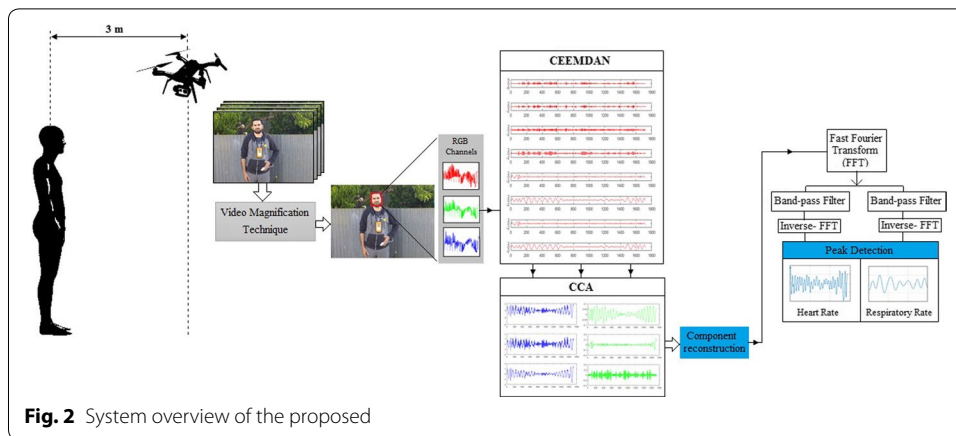 3 m
CEEMDAN
RGB
Channels
Video Magnification
Technique
CCA
Component
reconstruction
Fast Fourier
Transform
(FFT)
Band-pass Filter
Band-pass Filter
Inverse- FFT
Inverse- FFT
Peak Detection
Heart Rate
Respiratory Rate
Fig. 2 System overview of the proposed